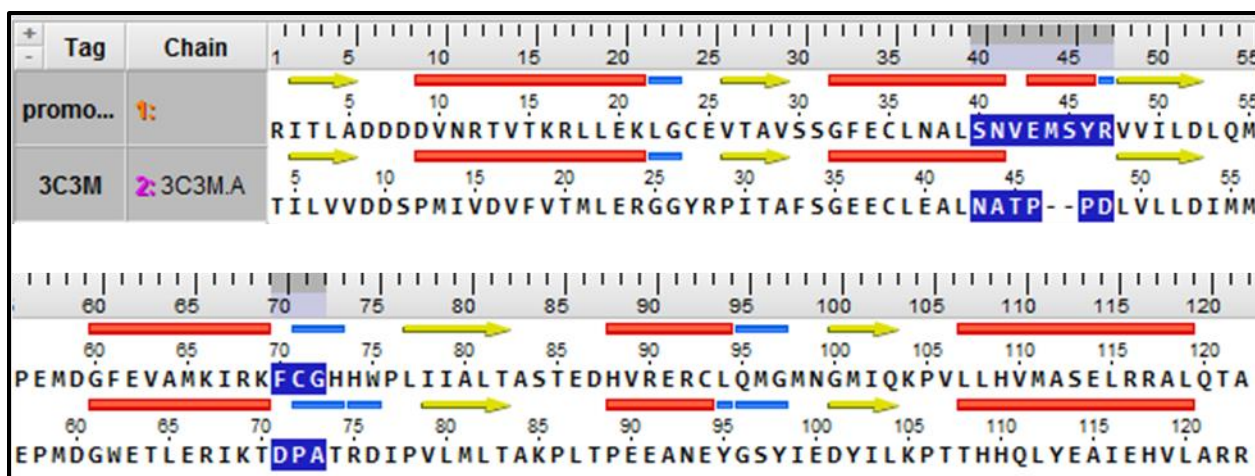 +
- Tag Chain 1 5 10 15 20 25 30 35 40 45 50 55
promo... 1: 5 10 15 20 25 30 35 40 45 50 55
RITLADDDDVNRTVTKRLLEKLGCEVTAVSSGFECLNALSNVEMSYRVVILDLQM
3C3M 2: 3C3M.A 5 10 15 20 25 30 35 40 45 50 55
TILVVDDSPMIVDVFVTMLERGGYRPITAFSGEECLEALNATP--PDLVLLDIMM
60 65 70 75 80 85 90 95 100 105 110 115 120
60 65 70 75 80 85 90 95 100 105 110 115 120
PEMDGFEVAMKIRKFCGHHWPLIIALTASTEDHVRERCLQMGMNGMIQKPVLLHVMASELRRALQTA
60 65 70 75 80 85 90 95 100 105 110 115 120
EPMDGWETLERIKTDPATRDIPVLMLTAKPLTPEEANEYGSYIEDYILKPTTHHQLYEAIEHVLARR